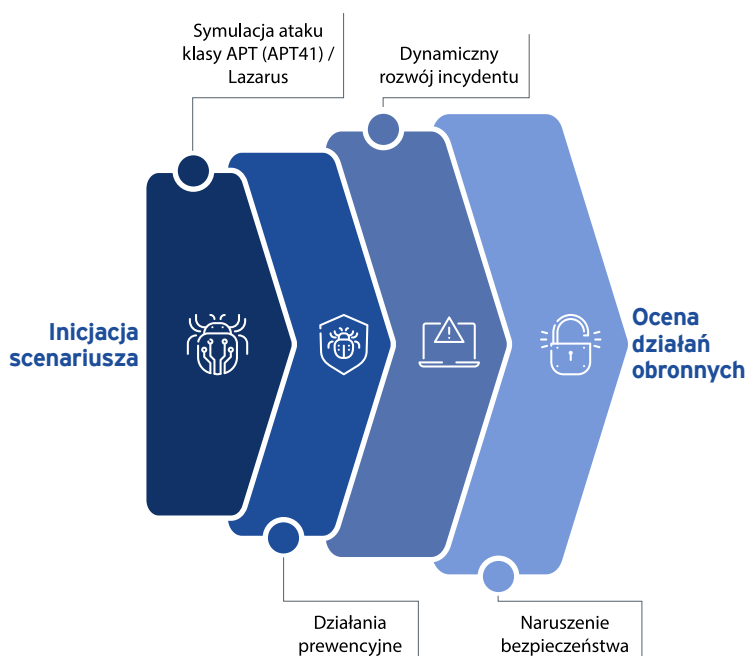 Symulacja ataku
klasy APT (APT41) /
Lazarus
Dynamiczny
rozwój incydentu
Inicjacja
scenariusza
Ocena
działań
obronnych
Działania
prewencyjne
Naruszenie
bezpieczeństwa